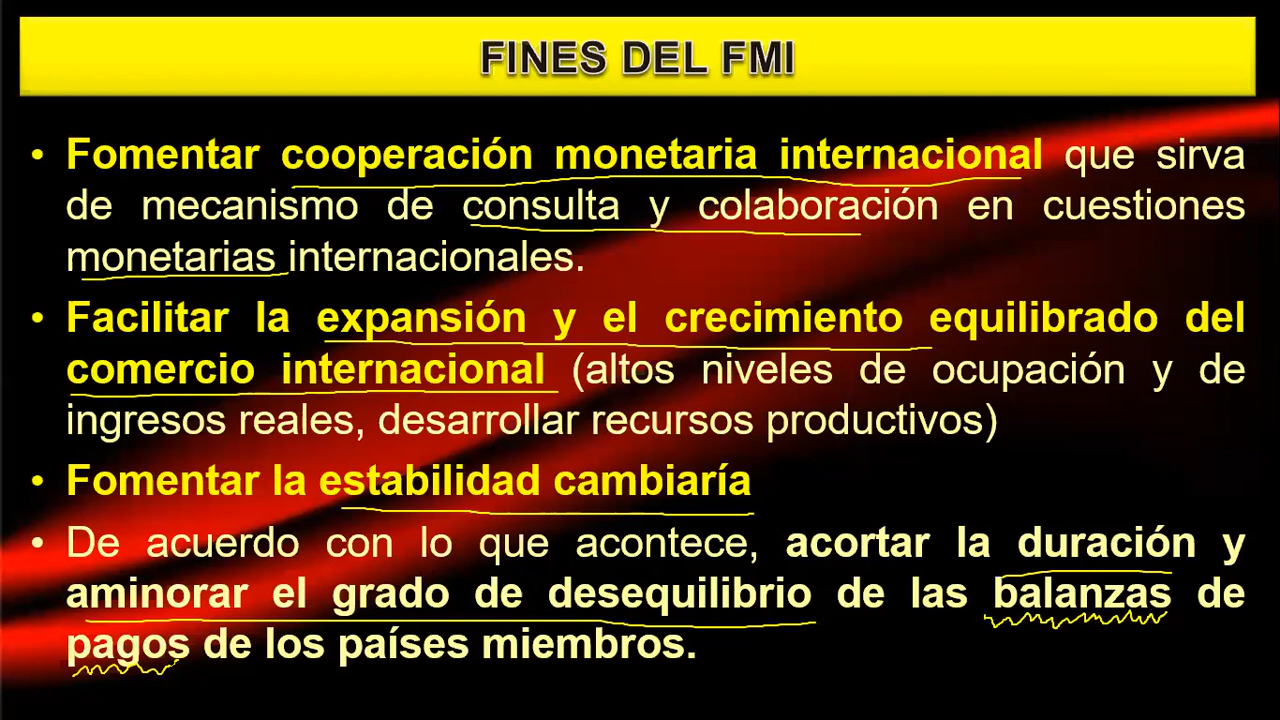 FINES DEL FMI
• Fomentar cooperación monetaria internacional que sirva
de mecanismo de consulta y colaboración en cuestiones
monetarias internacionales.
• Facilitar la expansión y el crecimiento equilibrado del
comercio internacional (altos niveles de ocupación y de
ingresos reales, desarrollar recursos productivos)
• Fomentar la estabilidad cambiaría
• De acuerdo con lo que acontece, acortar la duración y
aminorar el grado de desequilibrio de las balanzas de
pagos de los países miembros.